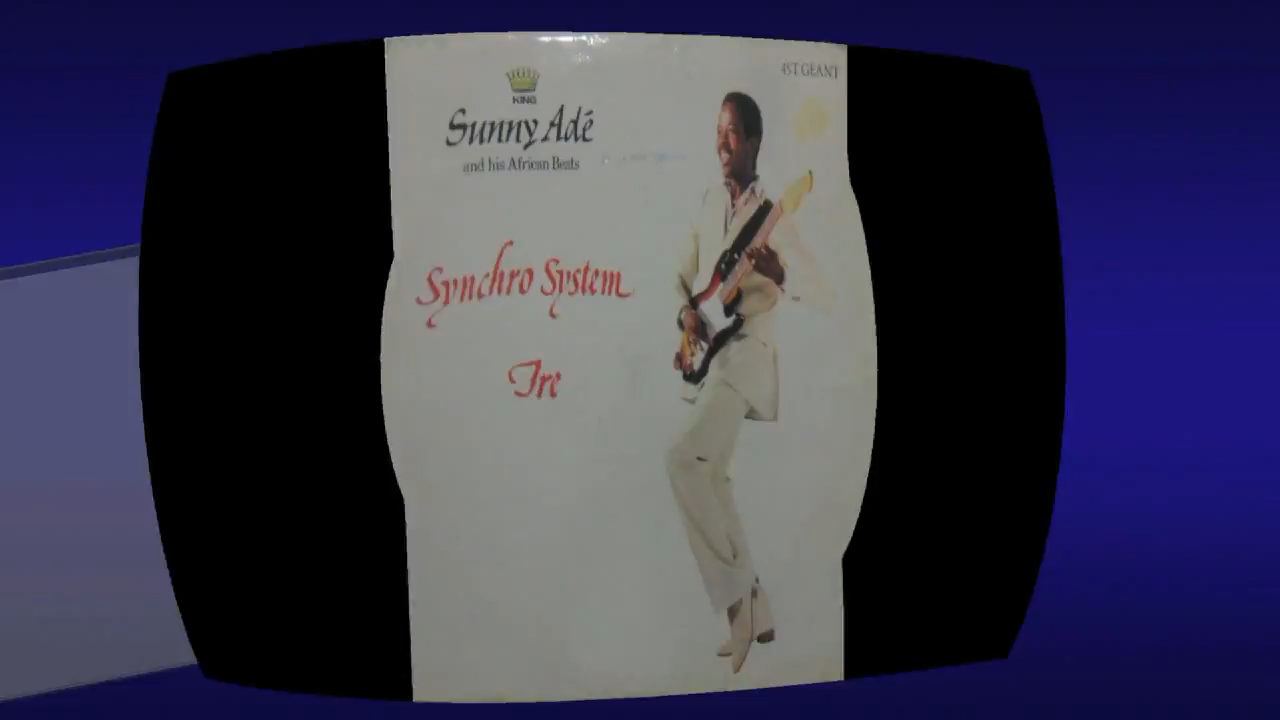 45T GEANT
KING
Sunny Adé
and his African Beats
Synchro System
Ire